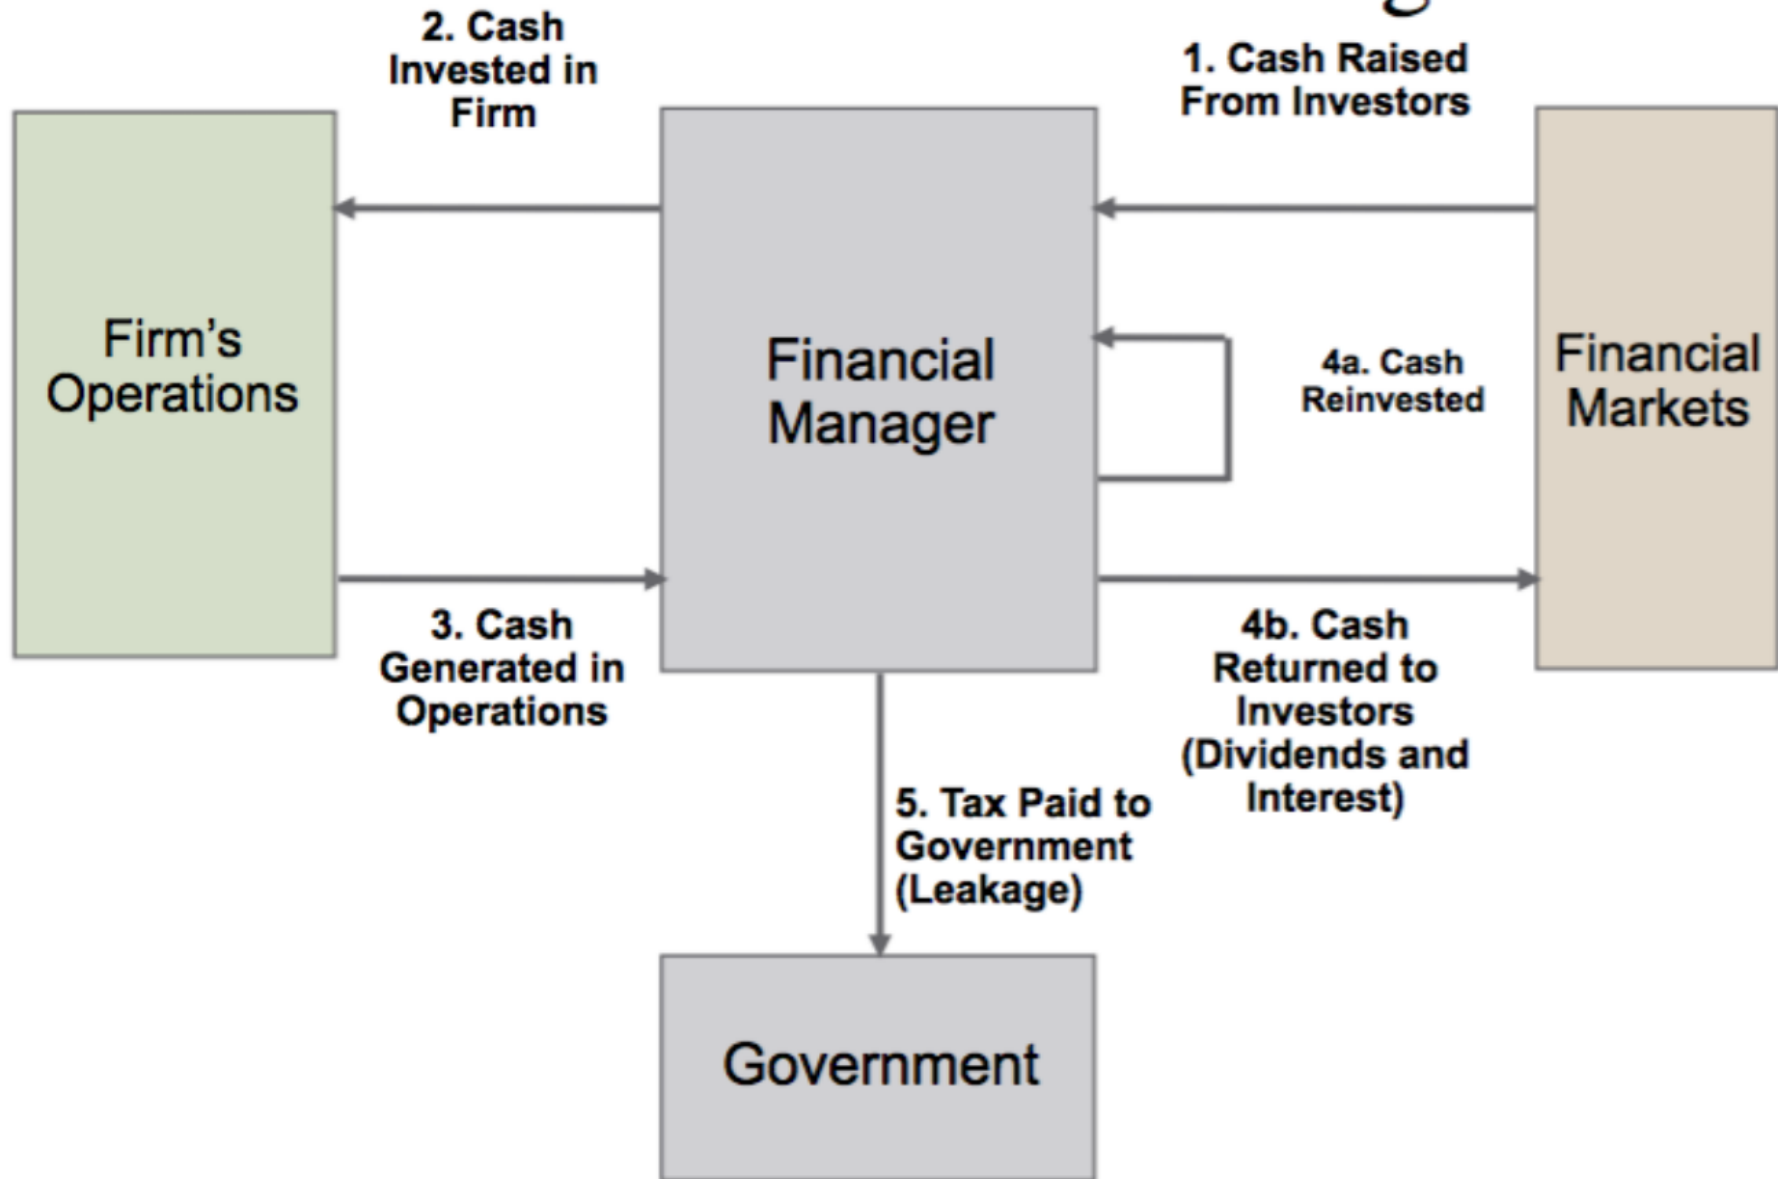 2. Cash
Invested in
Firm
1. Cash Raised
From Investors
Firm's
Operations
Financial
Manager
4a. Cash
Reinvested
Financial
Markets
3. Cash
Generated in
Operations
4b. Cash
Returned to
Investors
(Dividends and
Interest)
5. Tax Paid to
Government
(Leakage)
Government